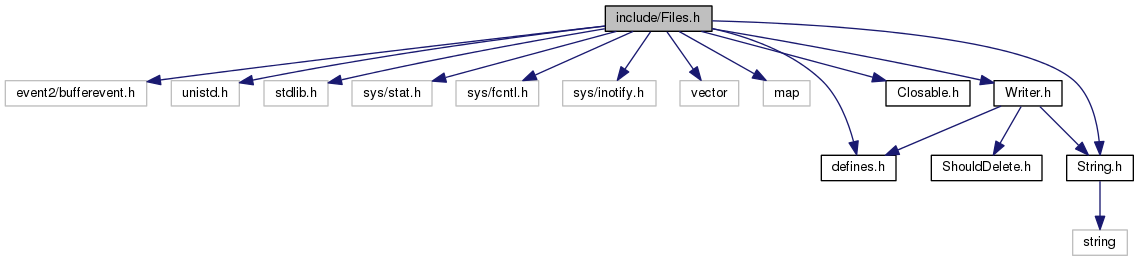 include/Files.h
event2/bufferevent.h
unistd.h
stdlib.h
sys/stat.h
sys/fcntl.h
sys/inotify.h
vector
map
Closable.h
Writer.h
defines.h
ShouldDelete.h
String.h
string